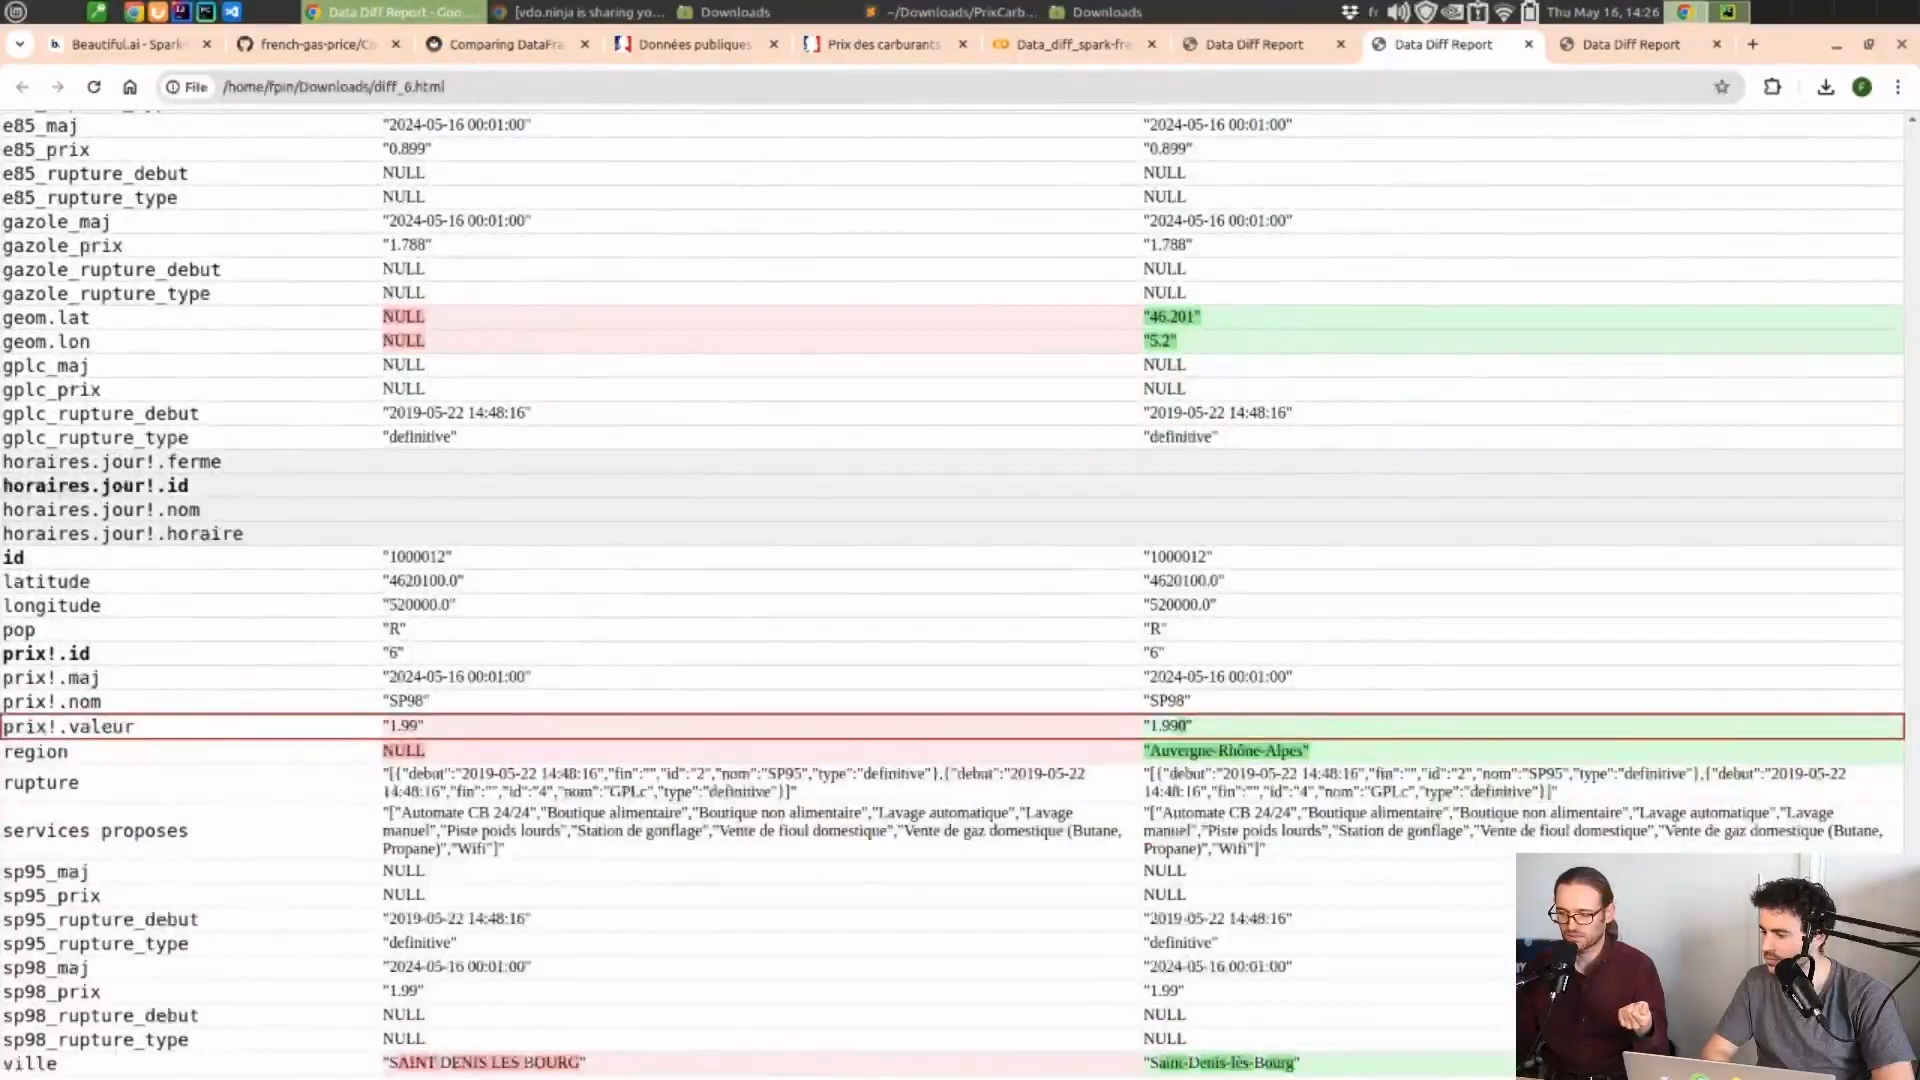 Data Diff Report - Goo... [vdo.ninja is sharing yo... Downloads ~/Downloads/PrixCarb... Downloads fr Thu May 16, 14:26
Beautiful.ai - Spark french-gas-price/Co Comparing DataFra Données publiques Prix des carburants Data_diff_spark-fra Data Diff Report Data Diff Report Data Diff Report
File /home/fpin/Downloads/diff_6.html
e85_maj "2024-05-16 00:01:00" "2024-05-16 00:01:00"
e85_prix "0.899" "0.899"
e85_rupture_debut NULL NULL
e85_rupture_type NULL NULL
gazole_maj "2024-05-16 00:01:00" "2024-05-16 00:01:00"
gazole_prix "1.788" "1.788"
gazole_rupture_debut NULL NULL
gazole_rupture_type NULL NULL
geom.lat NULL "46.201"
geom.lon NULL "5.2"
gplc_maj NULL NULL
gplc_prix NULL NULL
gplc_rupture_debut "2019-05-22 14:48:16" "2019-05-22 14:48:16"
gplc_rupture_type "definitive" "definitive"
horaires.jour!.ferme
horaires.jour!.id
horaires.jour!.nom
horaires.jour!.horaire
id "1000012" "1000012"
latitude "4620100.0" "4620100.0"
longitude "520000.0" "520000.0"
pop "R" "R"
prix!.id "6" "6"
prix!.maj "2024-05-16 00:01:00" "2024-05-16 00:01:00"
prix!.nom "SP98" "SP98"
prix!.valeur "1.99" "1.990"
region NULL "Auvergne-Rhône-Alpes"
rupture "[{"debut":"2019-05-22 14:48:16","fin":"","id":"2","nom":"SP95","type":"definitive"},{"debut":"2019-05-22 "[{"debut":"2019-05-22 14:48:16","fin":"","id":"2","nom":"SP95","type":"definitive"},{"debut":"2019-05-22
14:48:16","fin":"","id":"4","nom":"GPLc","type":"definitive"}]" 14:48:16","fin":"","id":"4","nom":"GPLc","type":"definitive"}]"
services proposes "["Automate CB 24/24","Boutique alimentaire","Boutique non alimentaire","Lavage automatique","Lavage "["Automate CB 24/24","Boutique alimentaire","Boutique non alimentaire","Lavage automatique","Lavage
manuel","Piste poids lourds","Station de gonflage","Vente de fioul domestique","Vente de gaz domestique (Butane, manuel","Piste poids lourds","Station de gonflage","Vente de fioul domestique","Vente de gaz domestique (Butane,
Propane)","Wifi"]" Propane)","Wifi"]"
sp95_maj NULL NULL
sp95_prix NULL NULL
sp95_rupture_debut "2019-05-22 14:48:16" "2019-05-22 14:48:16"
sp95_rupture_type "definitive" "definitive"
sp98_maj "2024-05-16 00:01:00" "2024-05-16 00:01:00"
sp98_prix "1.99" "1.99"
sp98_rupture_debut NULL NULL
sp98_rupture_type NULL NULL
ville "SAINT DENIS LES BOURG" "Saint-Denis-lès-Bourg"